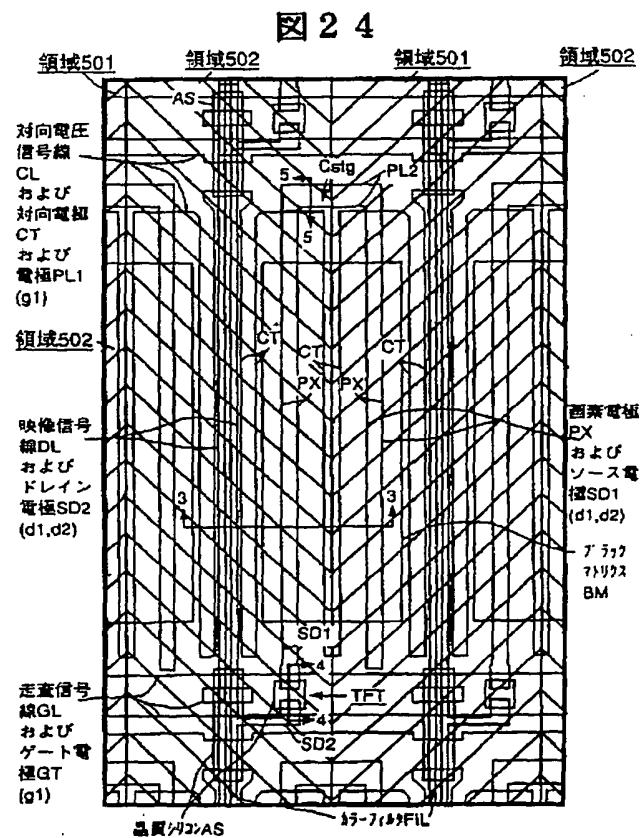 図24
領域501
領域502
領域501
領域502
AS
対向電圧
信号線
CL
および
対向電極
CT
および
電極PL1
(g1)
Cstg
PL2
5
5
領域502
CT
CT
CT
PX
PX
映像信号
線DL
および
ドレイン
電極SD2
(d1,d2)
画素電極
PX
および
ソース電
極SD1
(d1,d2)
3
3
ブラック
マトリクス
BM
SD1
4
TFT
4
SD2
走査信号
線GL
および
ゲート電
極GT
(g1)
晶質シリコンAS
カラーフィルタFIL